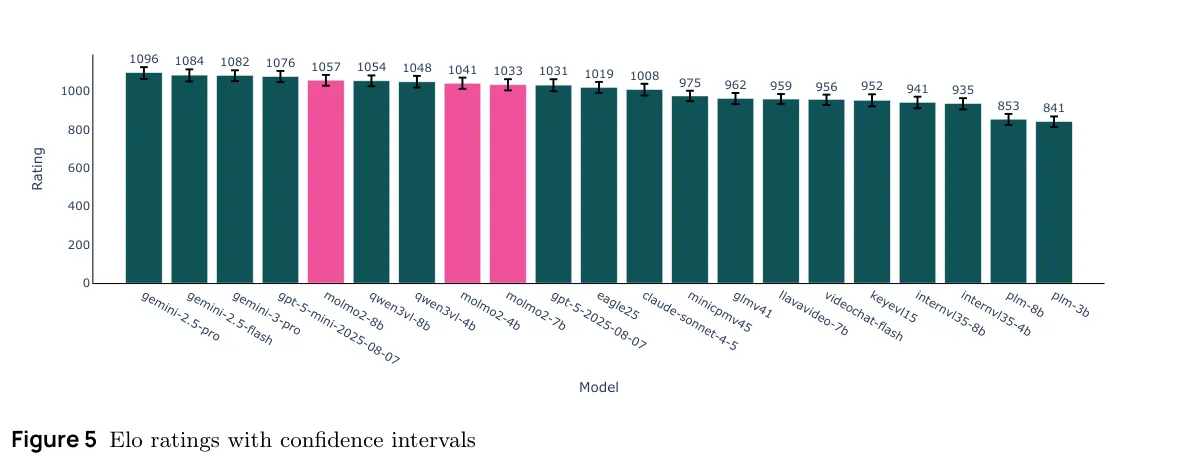 1096 1084 1082 1076 1057 1054 1048 1041 1033 1031 1019 1008 975 962 959 956 952 941 935 853 841
1000
800
600
400
200
0
Rating
gemini-2.5-pro
gemini-2.5-flash
gemini-3-pro
gpt-5-mini-2025-08-07
molmo2-8b
qwen3vl-8b
qwen3vl-4b
molmo2-4b
molmo2-7b
gpt-5-2025-08-07
eagle25
claude-sonnet-4-5
minicpmv45
glmv41
llavavideo-7b
videochat-flash
keyevl15
internvl35-8b
internvl35-4b
plm-8b
plm-3b
Model
Figure 5 Elo ratings with confidence intervals